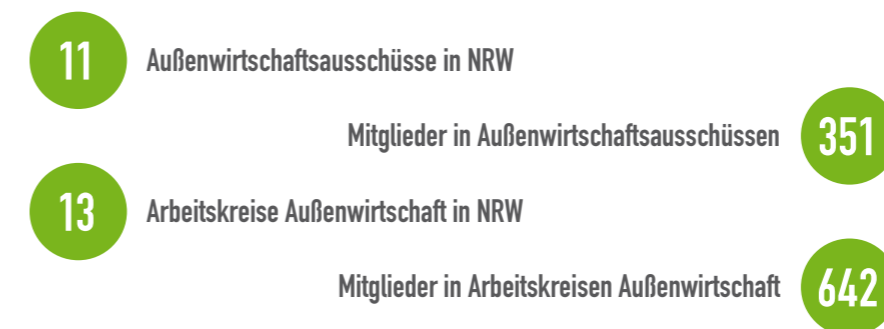 11 Außenwirtschaftsausschüsse in NRW
Mitglieder in Außenwirtschaftsausschüssen 351
13 Arbeitskreise Außenwirtschaft in NRW
Mitglieder in Arbeitskreisen Außenwirtschaft 642